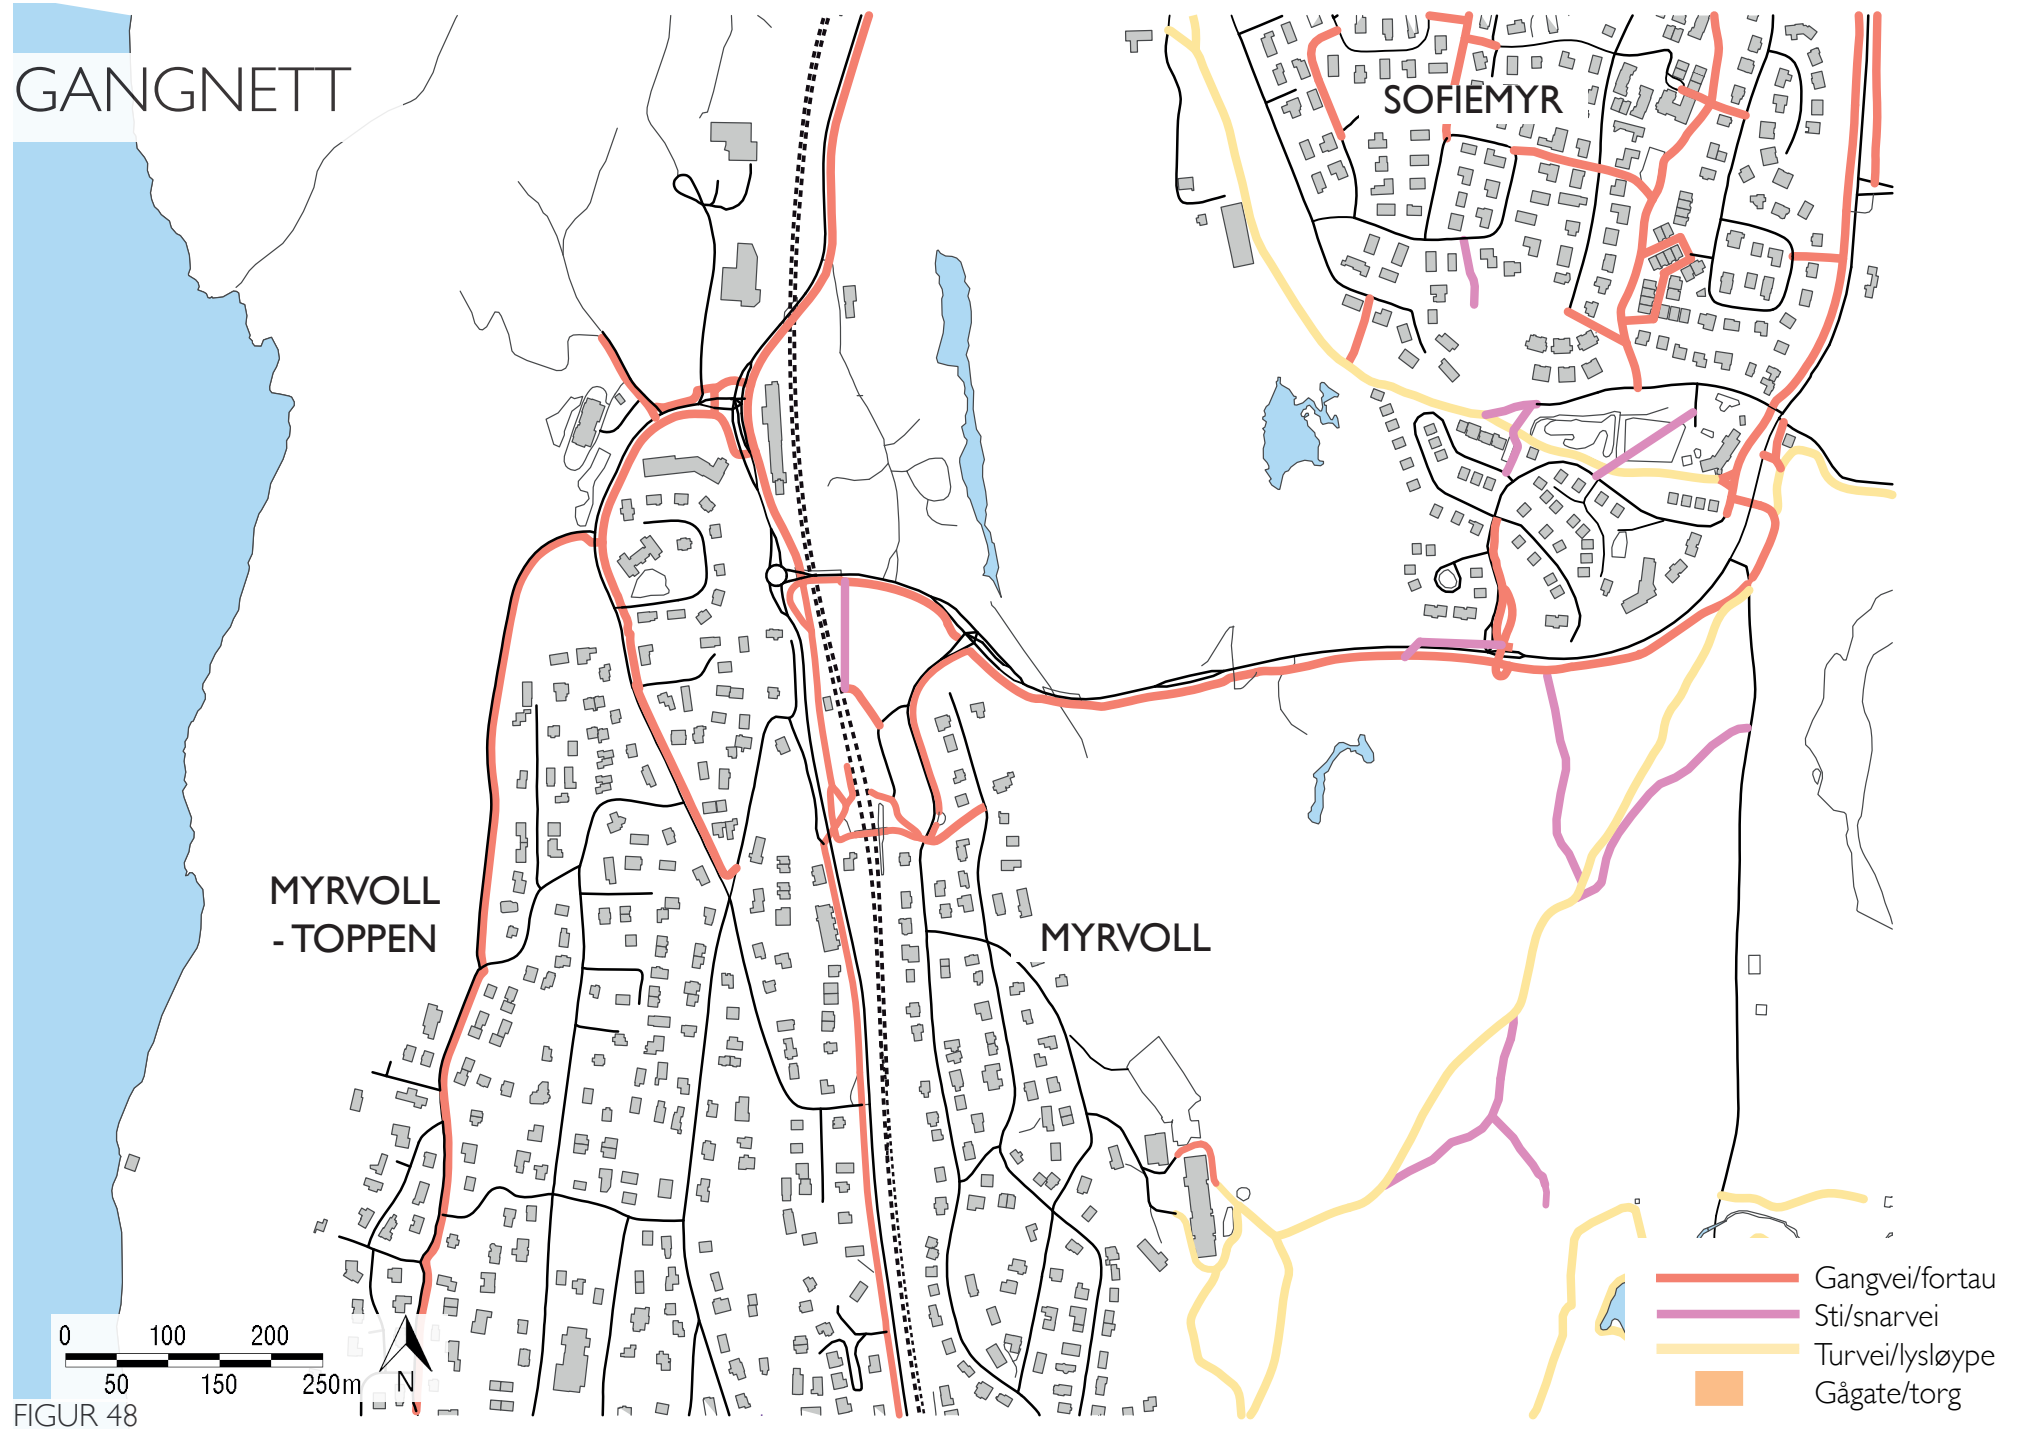 GANGNETT
SOFIEMYR
MYRVOLL
- TOPPEN
MYRVOLL
Gangvei/fortau
Sti/snarvei
Turvei/lysløype
Gågate/torg
0 100 200
50 150 250m
N
FIGUR 48